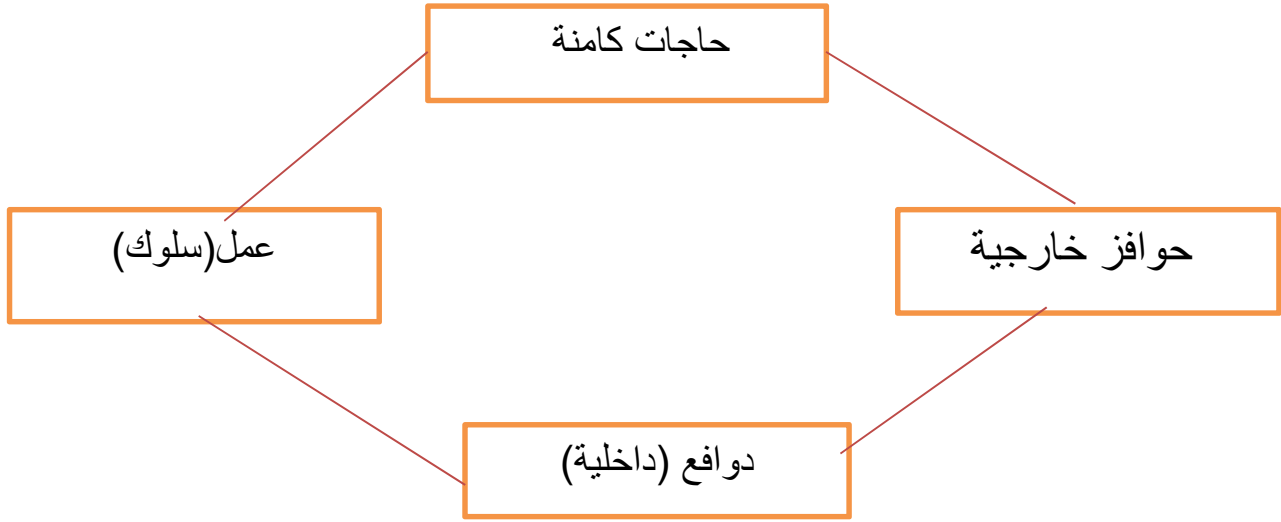 حاجات كامنة
حوافز خارجية
عمل(سلوك)
دوافع (داخلية)